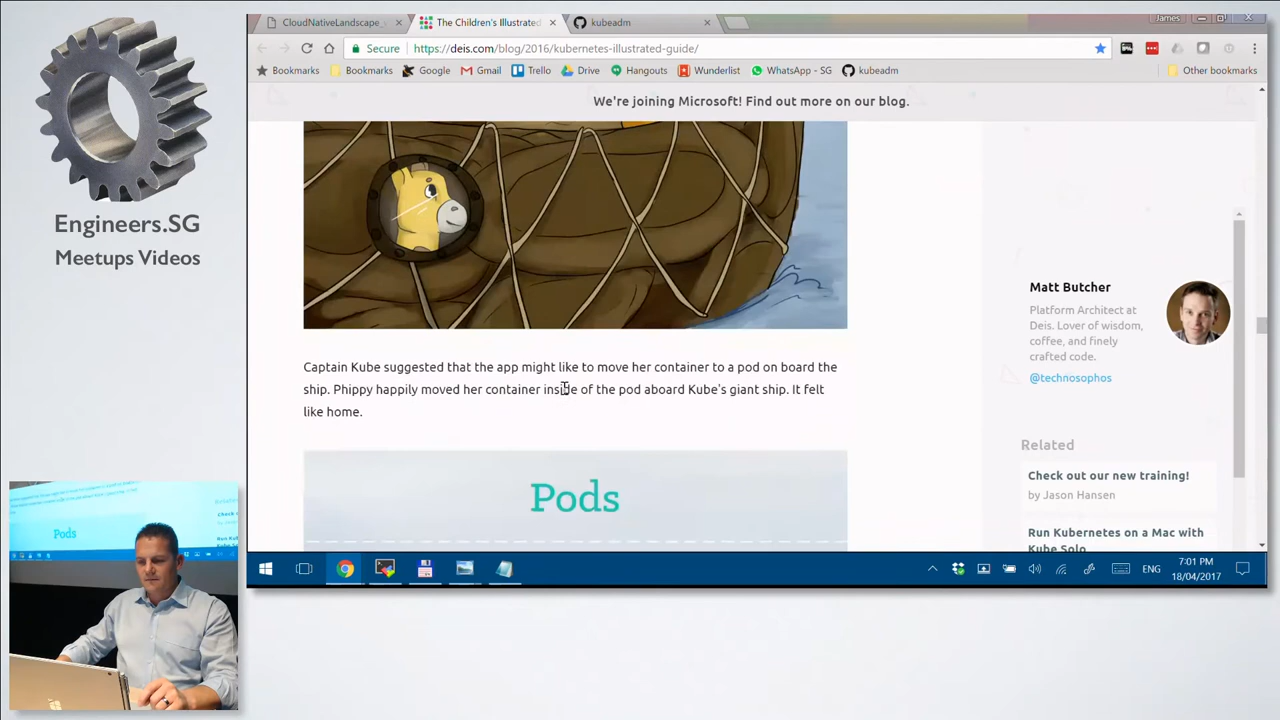 Engineers.SG
Meetups Videos
CloudNativeLandscape_
The Children's Illustrated
kubeadm
James
Secure
https://deis.com/blog/2016/kubernetes-illustrated-guide/
Bookmarks
Bookmarks
Google
Gmail
Trello
Drive
Hangouts
Wunderlist
WhatsApp - SG
kubeadm
Other bookmarks
We're joining Microsoft! Find out more on our blog.
Captain Kube suggested that the app might like to move her container to a pod on board the
ship. Phippy happily moved her container inside of the pod aboard Kube's giant ship. It felt
like home.
Pods
Matt Butcher
Platform Architect at
Deis. Lover of wisdom,
coffee, and finely
crafted code.
@technosophos
Related
Check out our new training!
by Jason Hansen
Run Kubernetes on a Mac with
Kube Solo
ENG
7:01 PM
18/04/2017
Pods